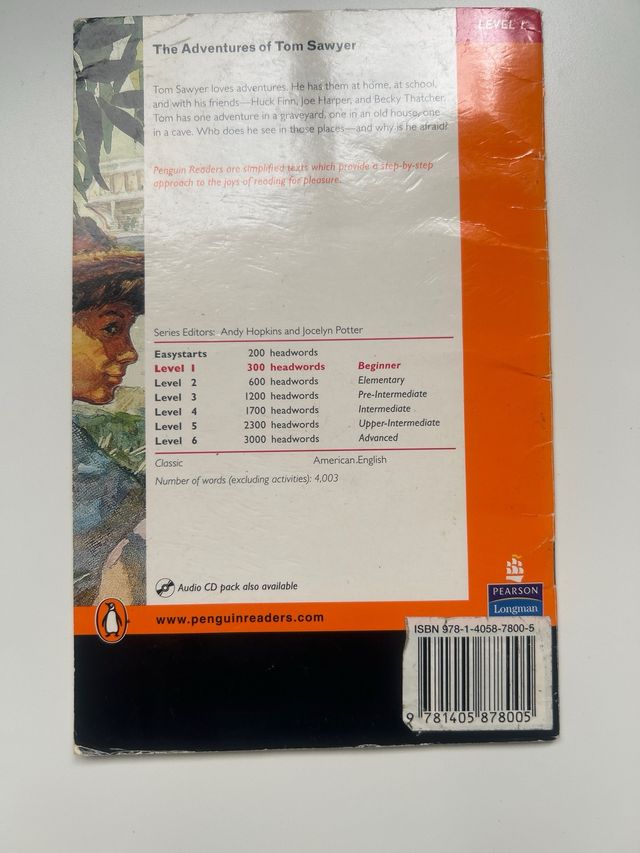 LEVEL 1
The Adventures of Tom Sawyer
Tom Sawyer loves adventures. He has them at home, at school,
and with his friends—Huck Finn, Joe Harper, and Becky Thatcher.
Tom has one adventure in a graveyard, one in an old house, one
in a cave. Who does he see in those places—and why is he afraid?
Penguin Readers are simplified texts which provide a step-by-step
approach to the joys of reading for pleasure.
Series Editors: Andy Hopkins and Jocelyn Potter
Easystarts 200 headwords
Level 1 300 headwords Beginner
Level 2 600 headwords Elementary
Level 3 1200 headwords Pre-Intermediate
Level 4 1700 headwords Intermediate
Level 5 2300 headwords Upper-Intermediate
Level 6 3000 headwords Advanced
Classic American English
Number of words (excluding activities): 4,003
Audio CD pack also available
www.penguinreaders.com
PEARSON
Longman
ISBN 978-1-4058-7800-5
9 781405 878005